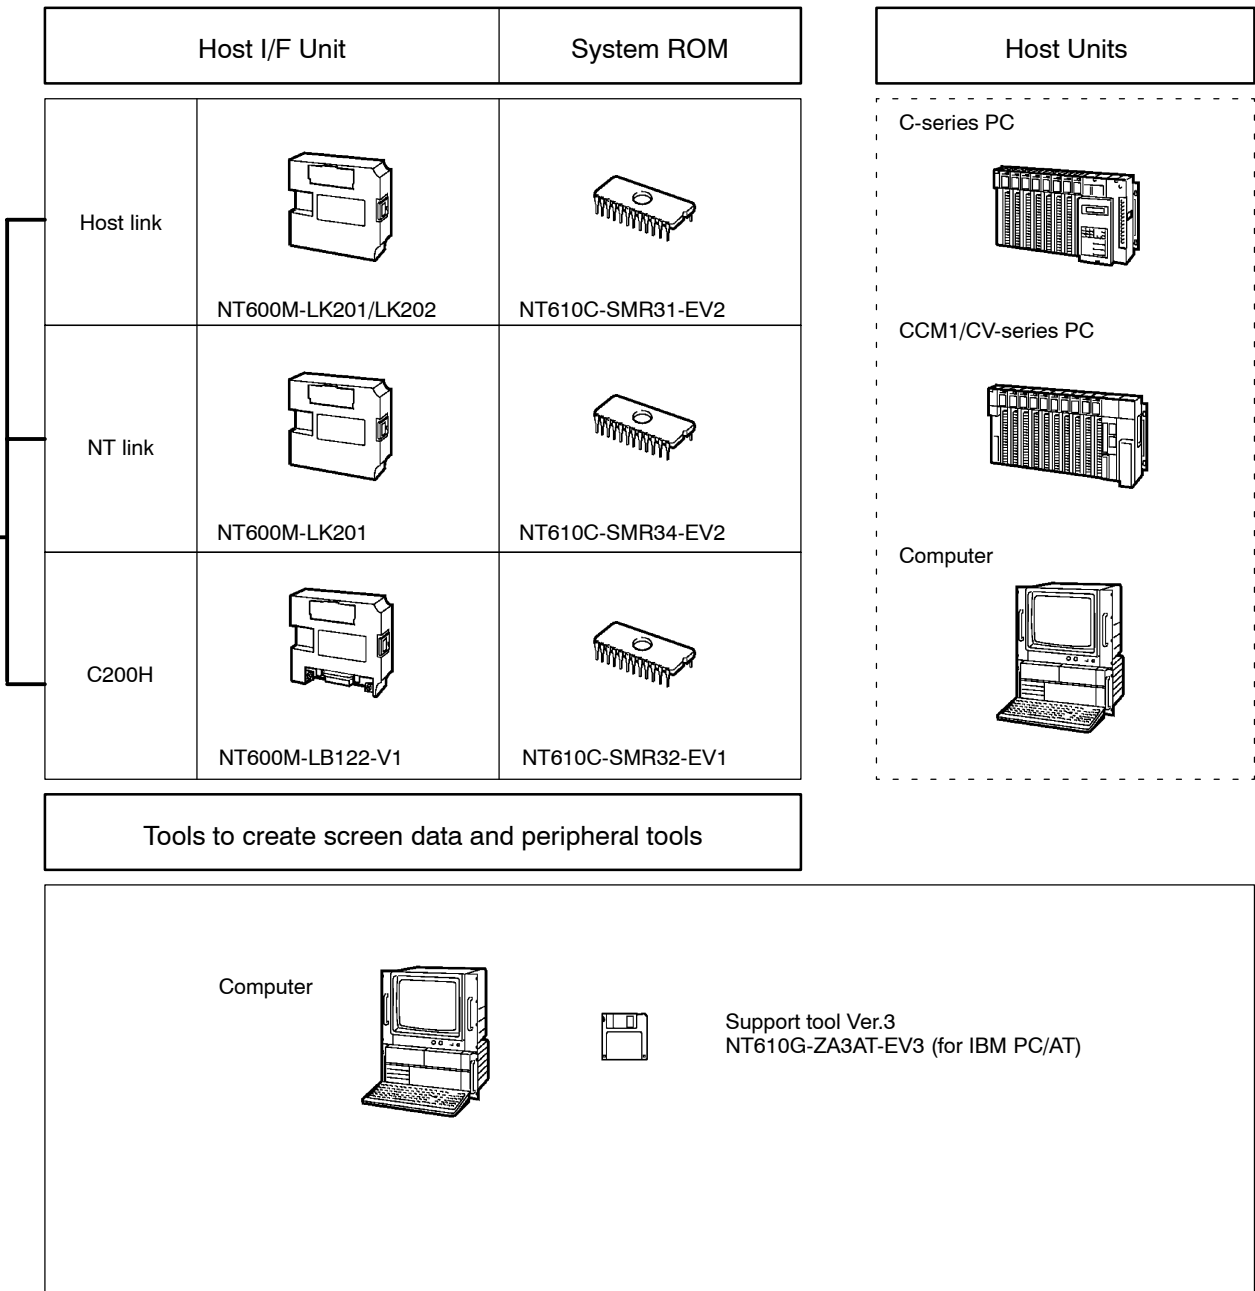 Host I/F Unit
System ROM
Host Units
Host link
NT600M-LK201/LK202
NT610C-SMR31-EV2
C-series PC
NT link
NT600M-LK201
NT610C-SMR34-EV2
CCM1/CV-series PC
C200H
NT600M-LB122-V1
NT610C-SMR32-EV1
Computer
Tools to create screen data and peripheral tools
Computer
Support tool Ver.3
NT610G-ZA3AT-EV3 (for IBM PC/AT)